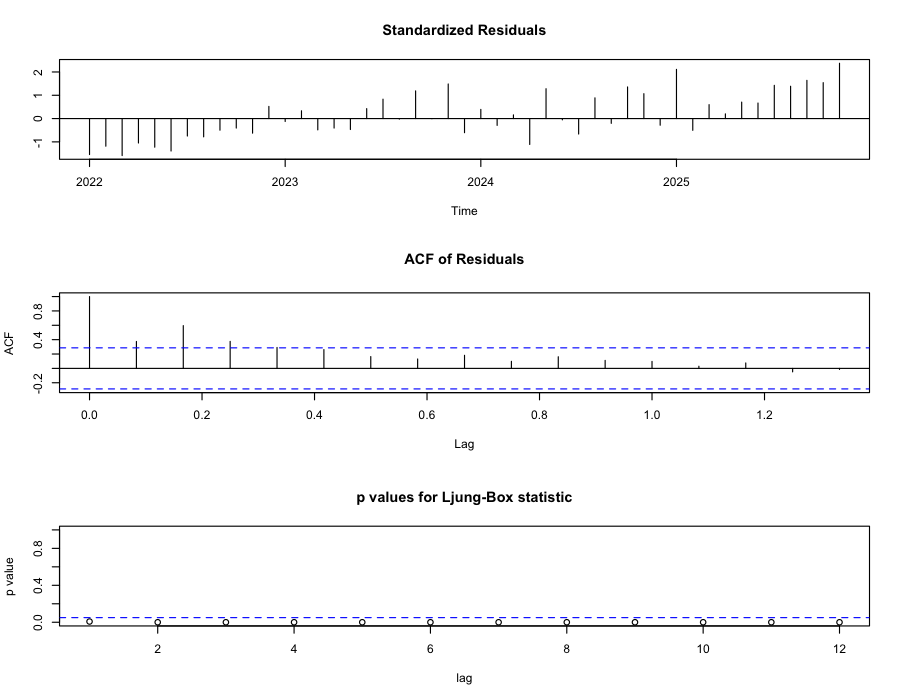 Standardized Residuals
2
1
0
-1
2022 2023 2024 2025
Time
ACF of Residuals
ACF
0.8
0.4
-0.2
0.0 0.2 0.4 0.6 0.8 1.0 1.2
Lag
p values for Ljung-Box statistic
p value
0.8
0.4
0.0
2 4 6 8 10 12
lag